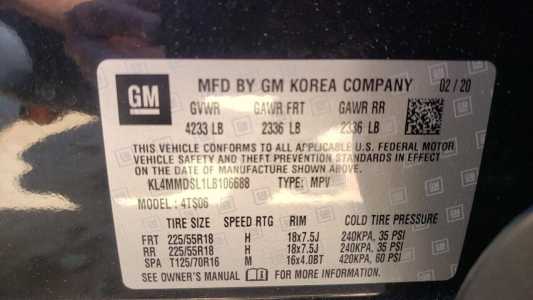 GM
MFD BY GM KOREA COMPANY 02/20
GVWR GAWR FRT GAWR RR
4233 LB 2336 LB 2336 LB
THIS VEHICLE CONFORMS TO ALL APPLICABLE U.S. FEDERAL MOTOR
VEHICLE SAFETY AND THEFT PREVENTION STANDARDS IN EFFECT
ON THE DATE OF MANUFACTURE SHOWN ABOVE.
KL4MMDSL1LB106688 TYPE: MPV
MODEL: 4TS06
TIRE SIZE SPEED RTG RIM COLD TIRE PRESSURE
FRT 225/55R18 H 18x7.5J 240KPA, 35 PSI
RR 225/55R18 H 18x7.5J 240KPA, 35 PSI
SPA T125/70R16 M 16x4.0BT 420KPA, 60 PSI
SEE OWNER'S MANUAL FOR MORE INFORMATION.